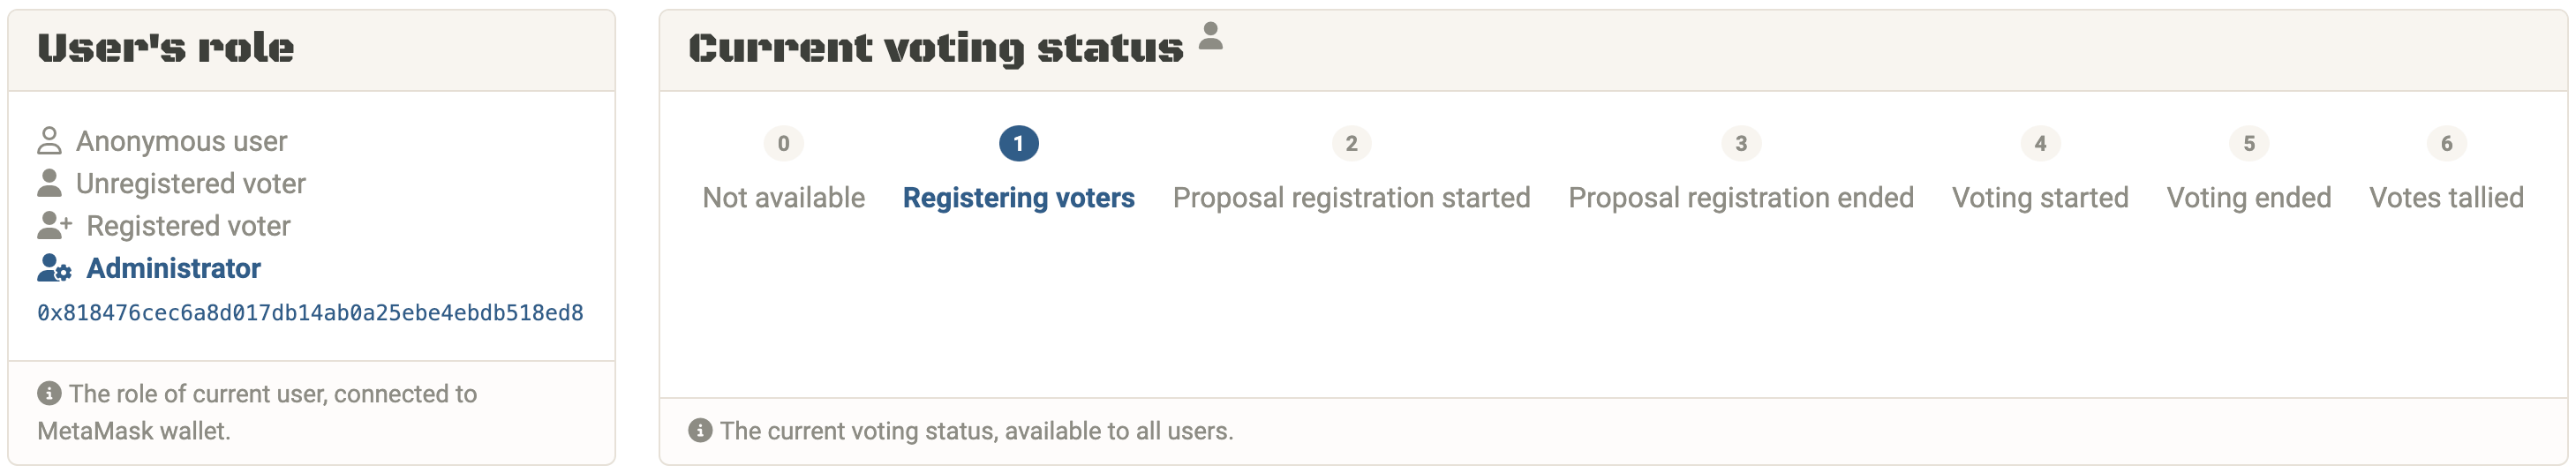 User's role
Anonymous user
Unregistered voter
Registered voter
Administrator
0x818476cec6a8d017db14ab0a25ebe4ebdb518ed8
The role of current user, connected to
MetaMask wallet.
Current voting status
0 1 2 3 4 5 6
Not available Registering voters Proposal registration started Proposal registration ended Voting started Voting ended Votes tallied
The current voting status, available to all users.